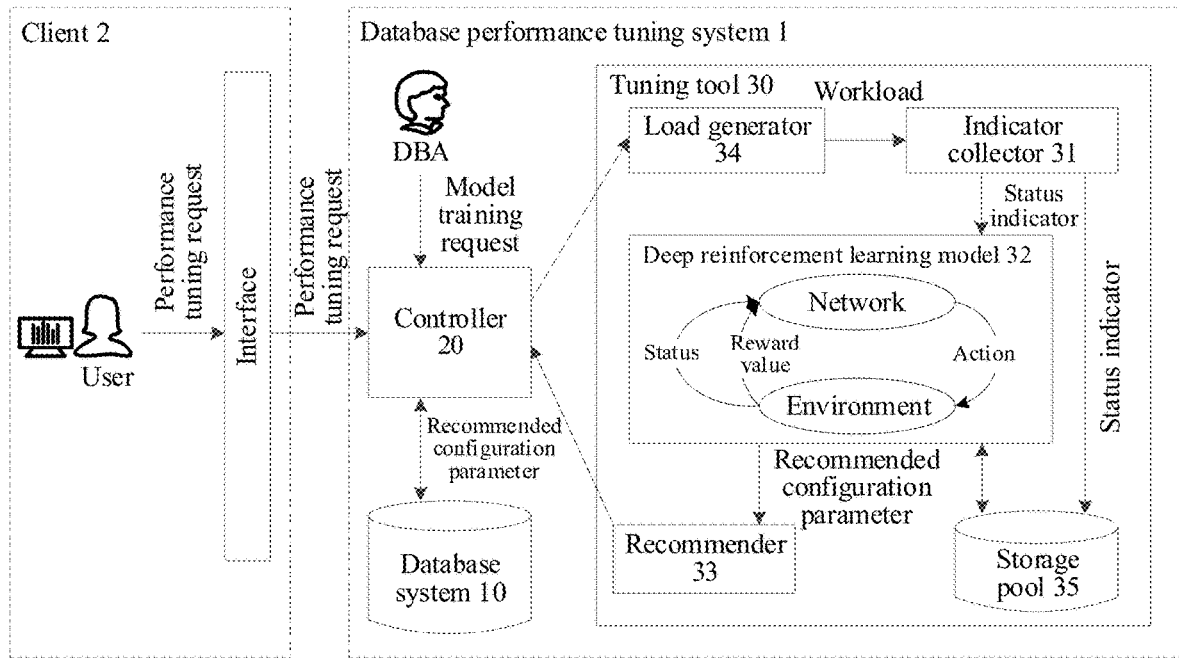 Client 2
Performance
tuning request
User
Interface
Performance
tuning request
Database performance tuning system 1
DBA
Model
training
request
Controller
20
Recommended
configuration
parameter
Database
system 10
Tuning tool 30
Load generator
34
Workload
Indicator
collector 31
Status
indicator
Deep reinforcement learning model 32
Network
Status
Reward
value
Action
Environment
Status indicator
Recommended
configuration
parameter
Recommender
33
Storage
pool 35